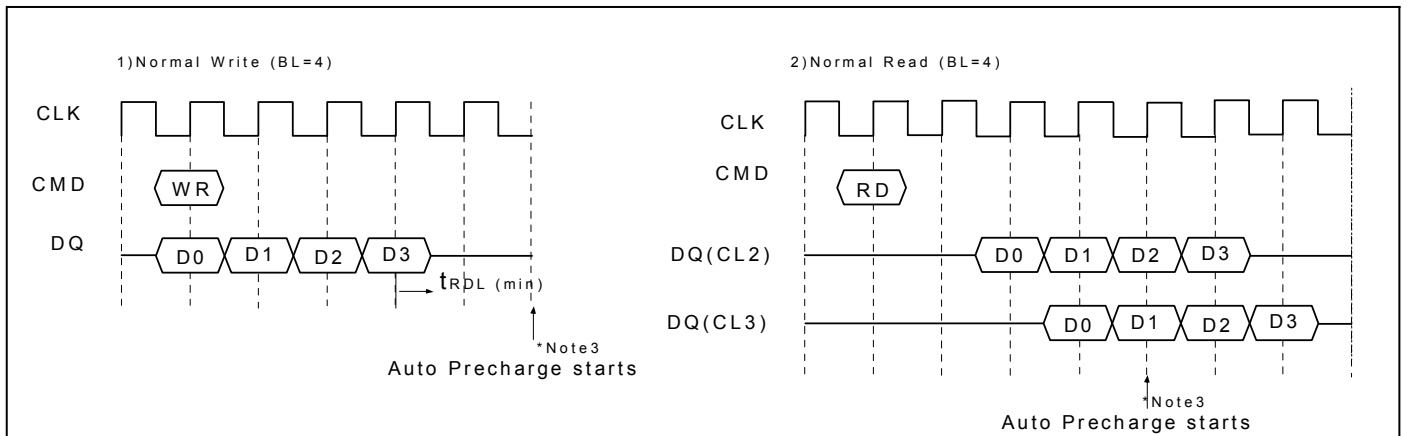 1)Normal Write (BL=4)
CLK
CMD
WR
DQ
D0 D1 D2 D3
tRDL (min)
*Note3
Auto Precharge starts
2)Normal Read (BL=4)
CLK
CMD
RD
DQ(CL2)
D0 D1 D2 D3
DQ(CL3)
D0 D1 D2 D3
*Note3
Auto Precharge starts